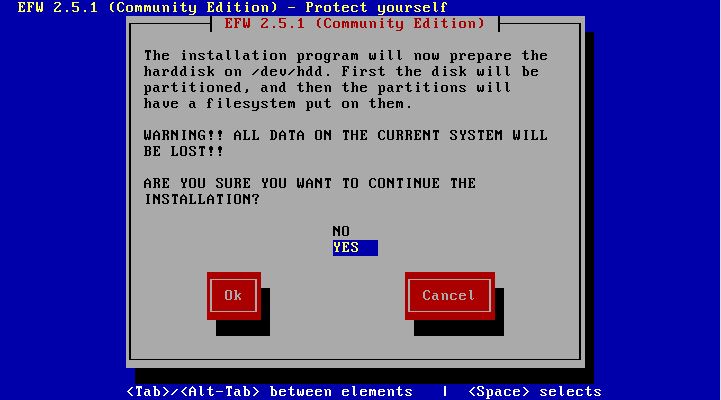 EFW 2.5.1 (Community Edition) - Protect yourself
EFW 2.5.1 (Community Edition)
The installation program will now prepare the
harddisk on /dev/hdd. First the disk will be
partitioned, and then the partitions will
have a filesystem put on them.
WARNING!! ALL DATA ON THE CURRENT SYSTEM WILL
BE LOST!!
ARE YOU SURE YOU WANT TO CONTINUE THE
INSTALLATION?
NO
YES
Ok Cancel
<Tab>/<Alt-Tab> between elements | <Space> selects